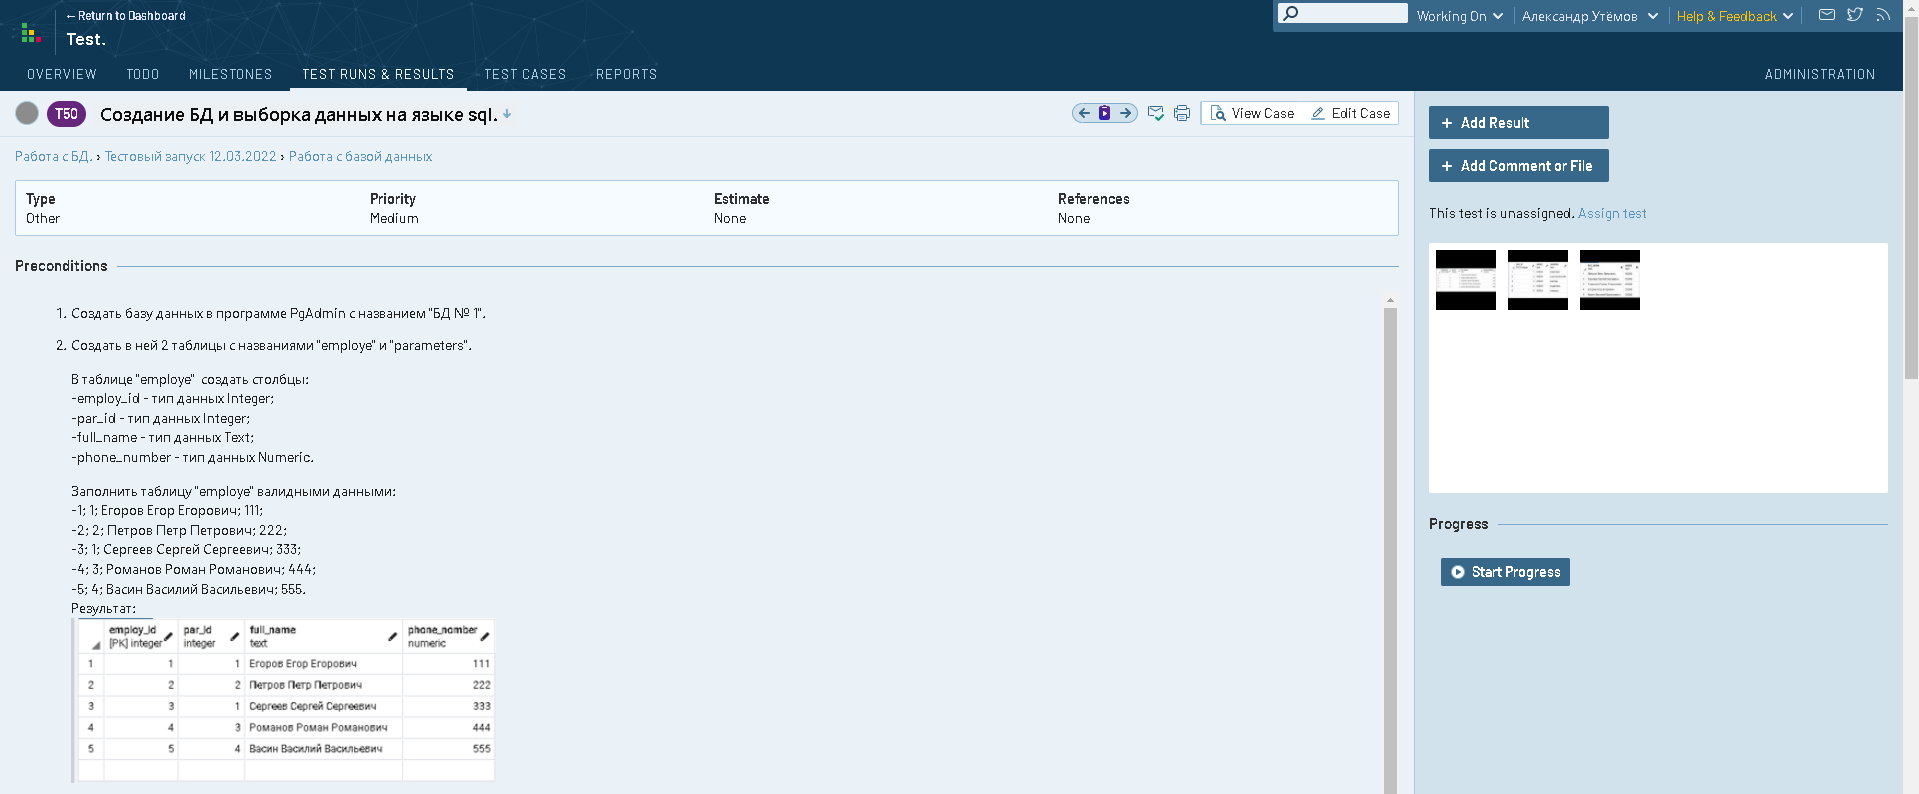 ←Return to Dashboard
Test.
Working On
Александр Утёмов
Help & Feedback
OVERVIEW
TODO
MILESTONES
TEST RUNS & RESULTS
TEST CASES
REPORTS
ADMINISTRATION
T50
Создание БД и выборка данных на языке sql.
View Case
Edit Case
Работа с БД. › Тестовый запуск 12.03.2022 › Работа с базой данных
Type
Priority
Estimate
References
Other
Medium
None
None
Preconditions
1. Создать базу данных в программе PgAdmin с названием "БД № 1".
2. Создать в ней 2 таблицы с названиями "employe" и "parameters".
В таблице "employe" создать столбцы:
-employ_id - тип данных Integer;
-par_id - тип данных Integer;
-full_name - тип данных Text;
-phone_number - тип данных Numeric.
Заполнить таблицу "employe" валидными данными:
-1; 1; Егоров Егор Егорович; 111;
-2; 2; Петров Петр Петрович; 222;
-3; 1; Сергеев Сергей Сергеевич; 333;
-4; 3; Романов Роман Романович; 444;
-5; 4; Васин Василий Васильевич; 555.
Результат:
employ_id par_id full_name phone_nomber
[PK] integer integer text numeric
1 1 1 Егоров Егор Егорович 111
2 2 2 Петров Петр Петрович 222
3 3 1 Сергеев Сергей Сергеевич 333
4 4 3 Романов Роман Романович 444
5 5 4 Васин Василий Васильевич 555
+ Add Result
+ Add Comment or File
This test is unassigned. Assign test
Progress
Start Progress